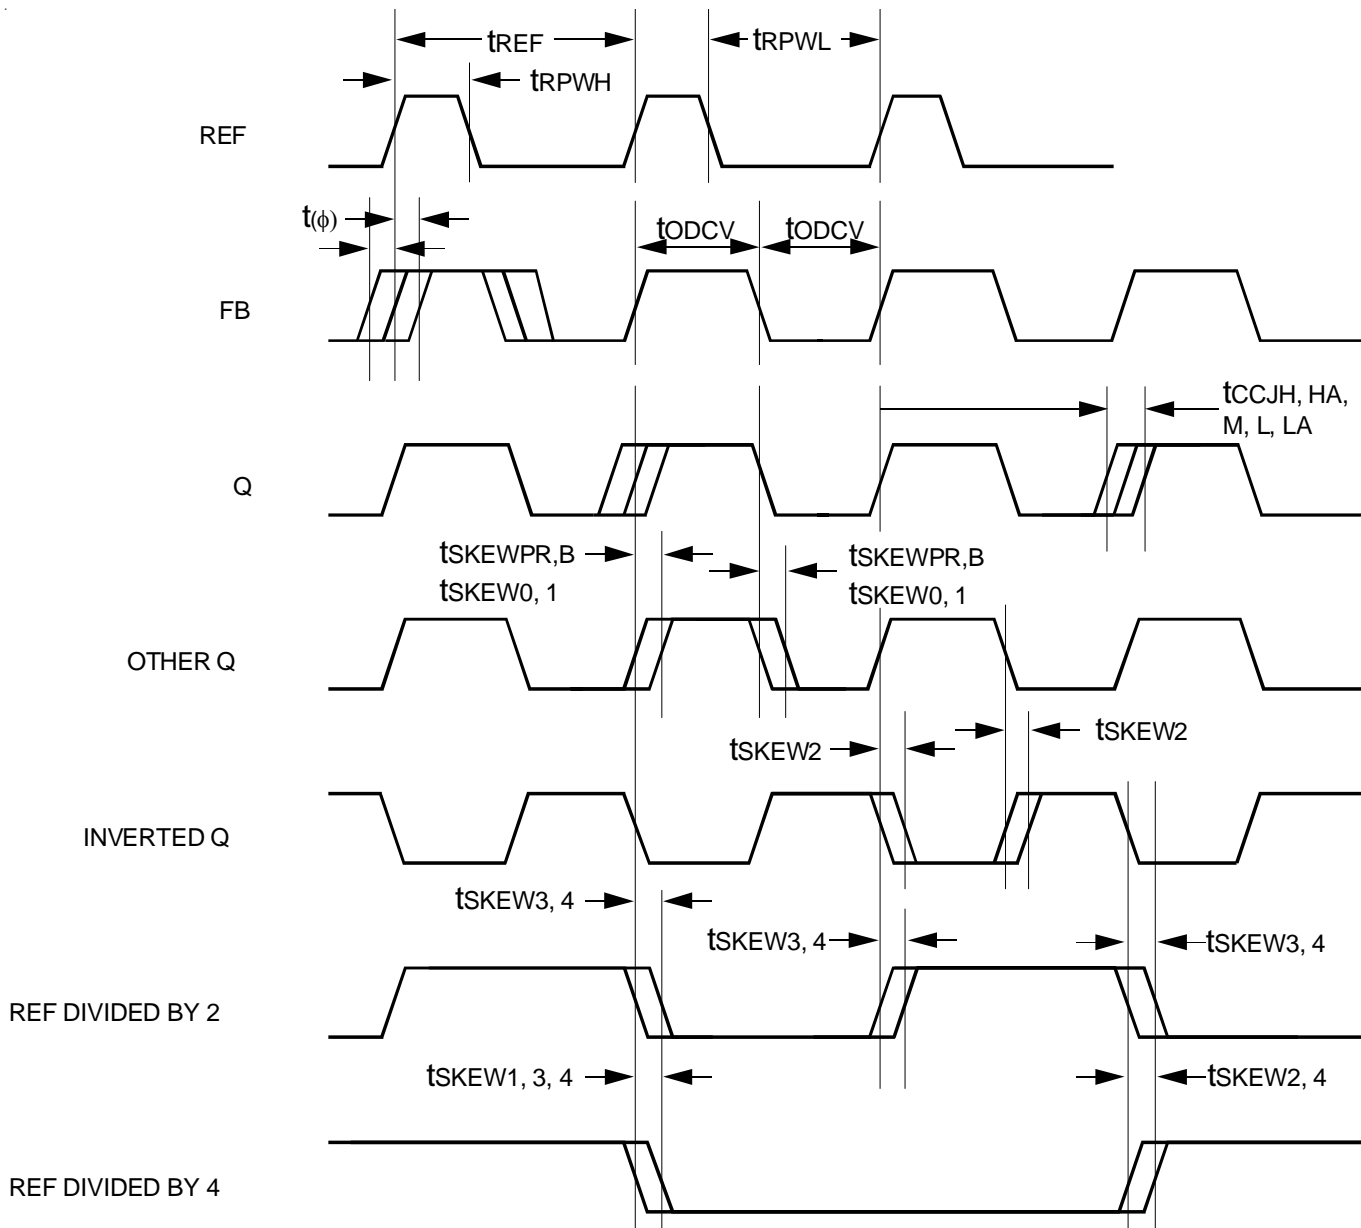 tREF
tRPWL
tRPWH
REF
t(ϕ)
tODCV
tODCV
FB
tCCJH, HA,
M, L, LA
Q
tSKEWPR,B
tSKEW0, 1
tSKEWPR,B
tSKEW0, 1
OTHER Q
tSKEW2
tSKEW2
INVERTED Q
tSKEW3, 4
tSKEW3, 4
tSKEW3, 4
REF DIVIDED BY 2
tSKEW1, 3, 4
tSKEW2, 4
REF DIVIDED BY 4